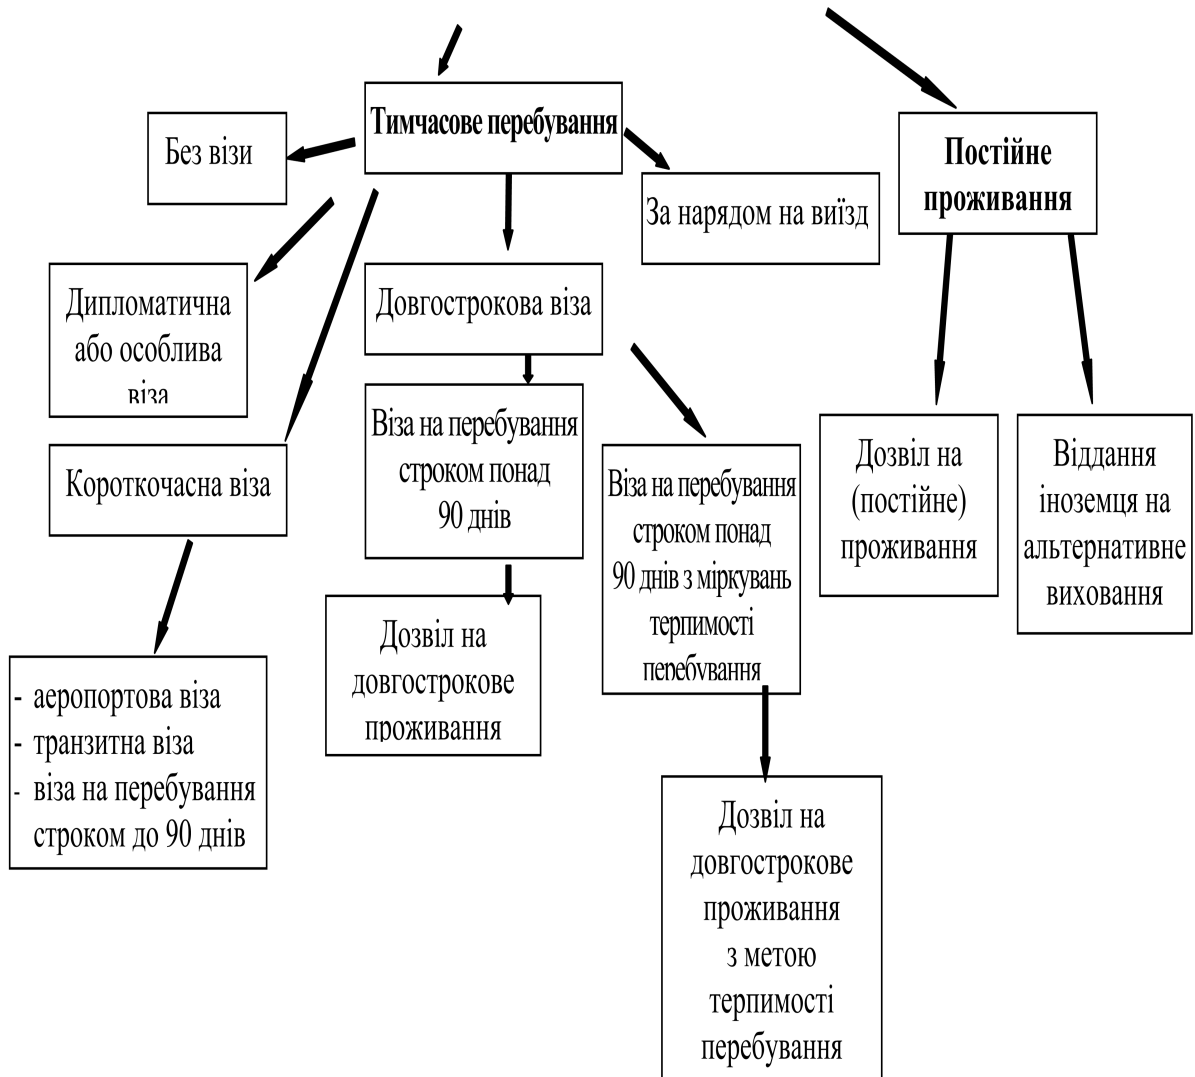 Тимчасове перебування
Без візи
За нарядом на виїзд
Постійне
проживання
Дипломатична
або особлива
віза
Довгострокова віза
Короткочасна віза
Віза на перебування
строком понад
90 днів
Віза на перебування
строком понад
90 днів з міркувань
терпимості
перебування
Дозвіл на
(постійне)
проживання
Віддання
іноземця на
альтернативне
виховання
- аеропортова віза
- транзитна віза
- віза на перебування
строком до 90 днів
Дозвіл на
довгострокове
проживання
Дозвіл на
довгострокове
проживання
з метою
терпимості
перебування